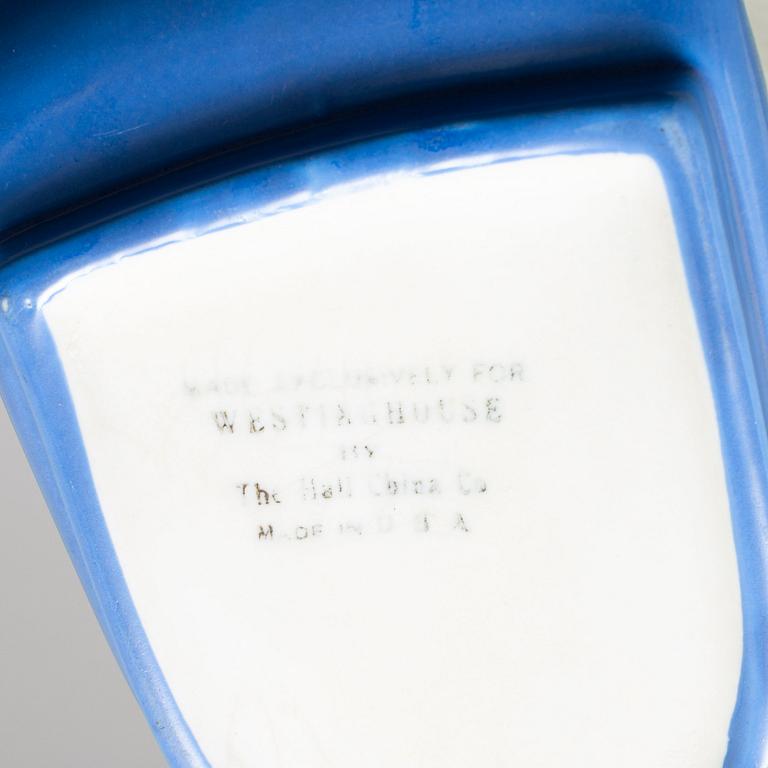 MADE EXCLUSIVELY FOR
WESTINGHOUSE
BY
The Hall China Co
MADE IN U S A